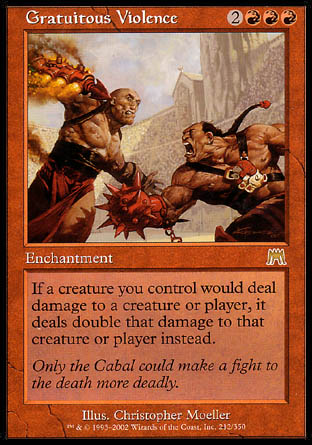 Gratuitous Violence 2
Enchantment
If a creature you control would deal
damage to a creature or player, it
deals double that damage to that
creature or player instead.
Only the Cabal could make a fight to
the death more deadly.
Illus. Christopher Moeller
™ & © 1993-2002 Wizards of the Coast, Inc. 212/350